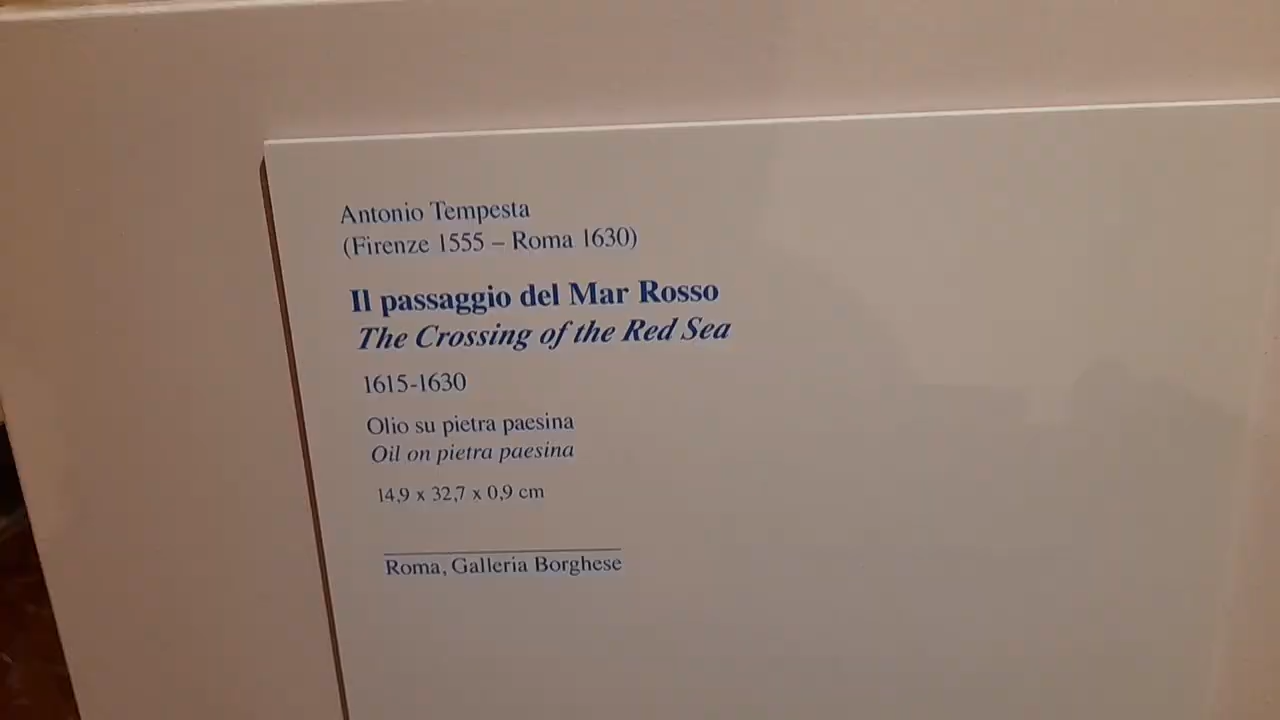 Antonio Tempesta
(Firenze 1555 – Roma 1630)
Il passaggio del Mar Rosso
The Crossing of the Red Sea
1615-1630
Olio su pietra paesina
Oil on pietra paesina
14,9 x 32,7 x 0,9 cm
Roma, Galleria Borghese